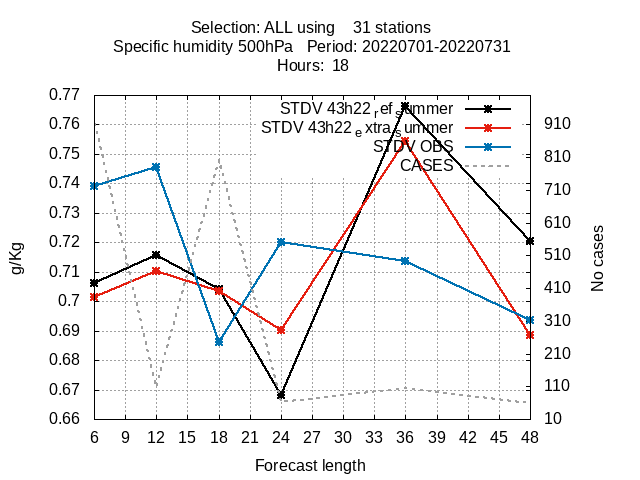 Selection: ALL using 31 stations
Specific humidity 500hPa Period: 20220701-20220731
Hours: 18
0.77
0.76
0.75
0.74
0.73
0.72
0.71
0.7
0.69
0.68
0.67
0.66
g/Kg
STDV 43h22_ref_summer
STDV 43h22_extra_summer
STDV OBS
CASES
910
810
710
610
510
410
310
210
110
10
No cases
6 9 12 15 18 21 24 27 30 33 36 39 42 45 48
Forecast length